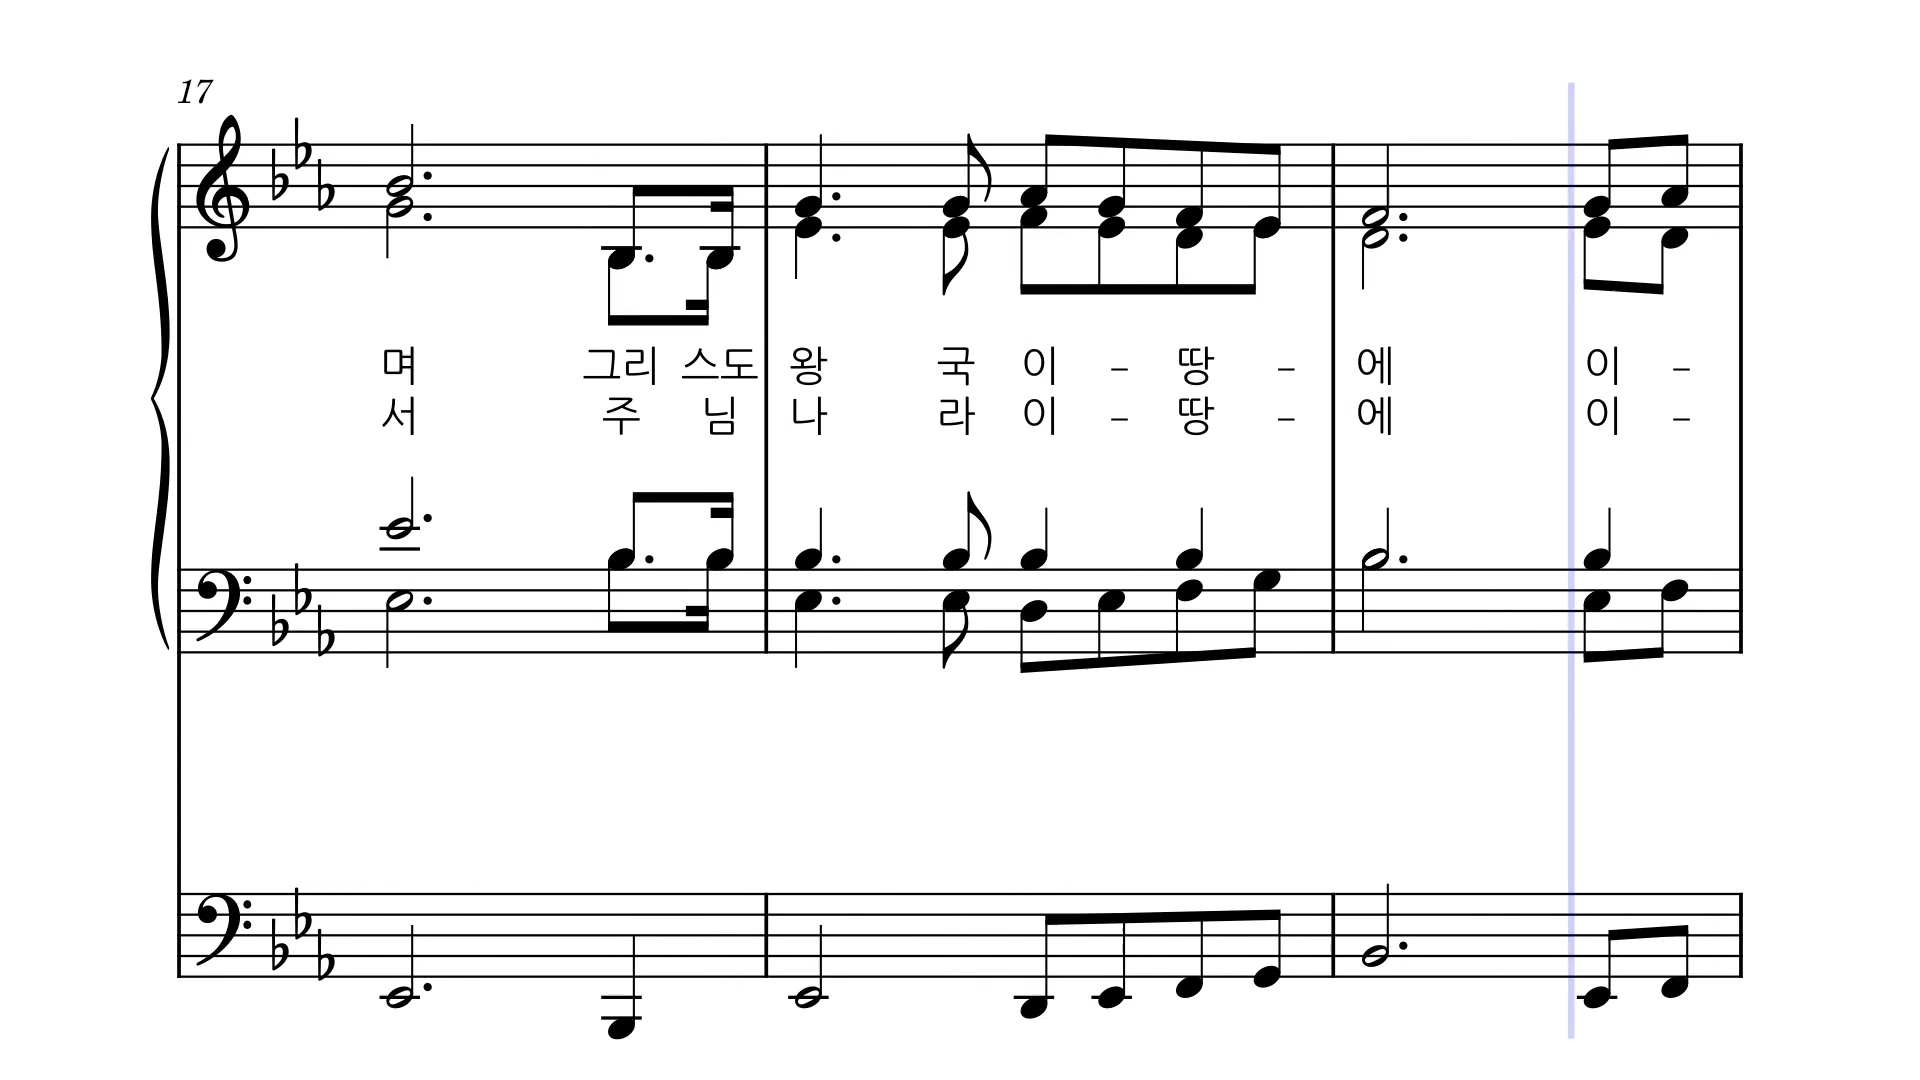 17
며 그리 스도 왕 국 이 - 땅 - 에 이 -
서 주 님 나 라 이 - 땅 - 에 이 -